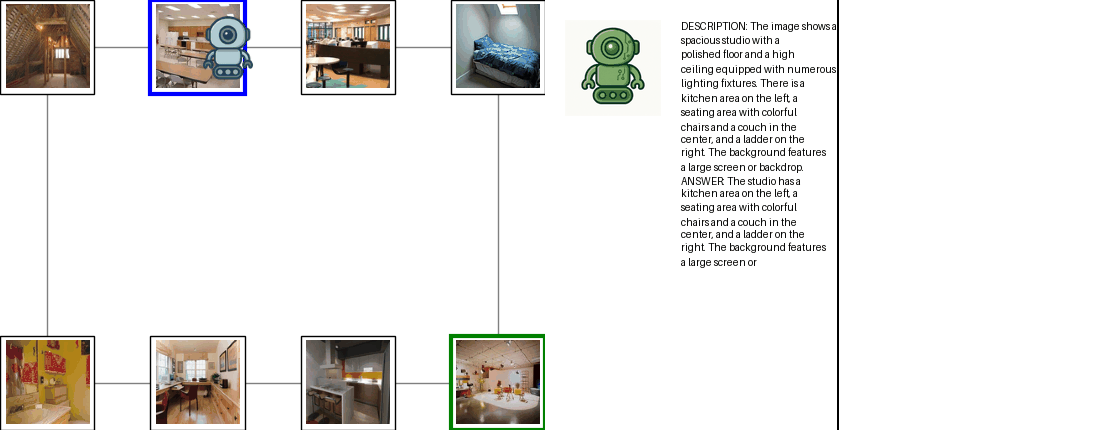 DESCRIPTION: The image shows a
spacious studio with a
polished floor and a high
ceiling equipped with numerous
lighting fixtures. There is a
kitchen area on the left, a
seating area with colorful
chairs and a couch in the
center, and a ladder on the
right. The background features
a large screen or backdrop.
ANSWER: The studio has a
kitchen area on the left, a
seating area with colorful
chairs and a couch in the
center, and a ladder on the
right. The background features
a large screen or